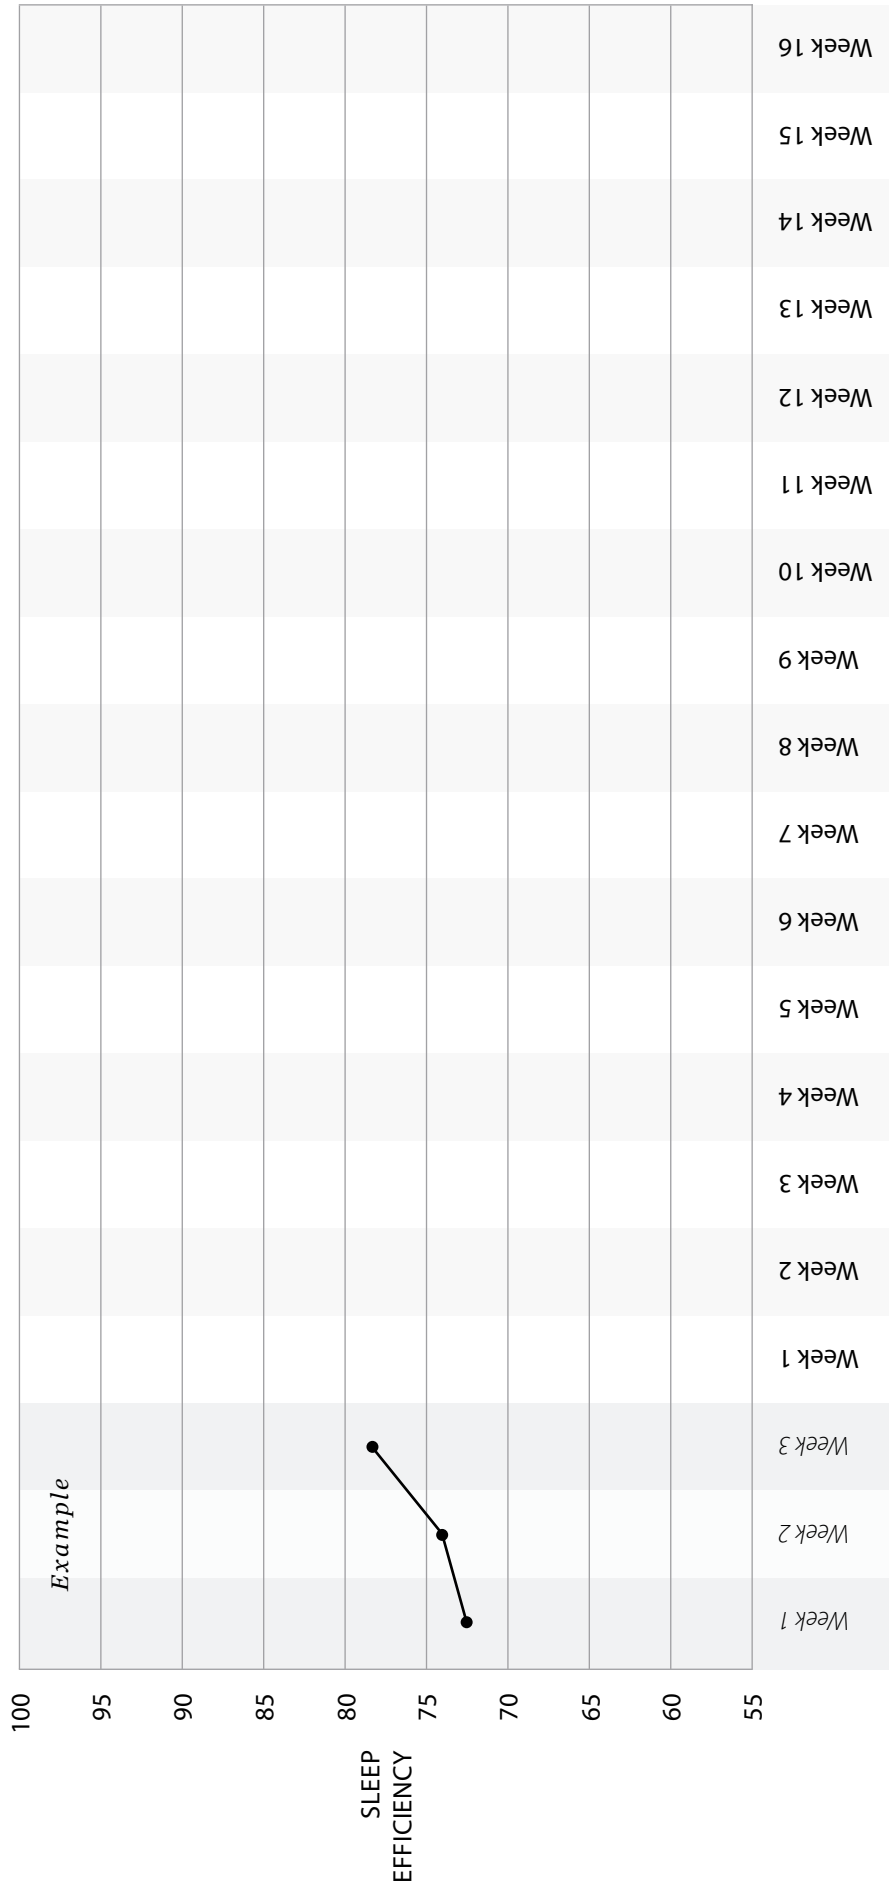 Example
100
95
90
85
80
75
70
65
60
55
SLEEP
EFFICIENCY
Week 1
Week 2
Week 3
Week 1
Week 2
Week 3
Week 4
Week 5
Week 6
Week 7
Week 8
Week 9
Week 10
Week 11
Week 12
Week 13
Week 14
Week 15
Week 16